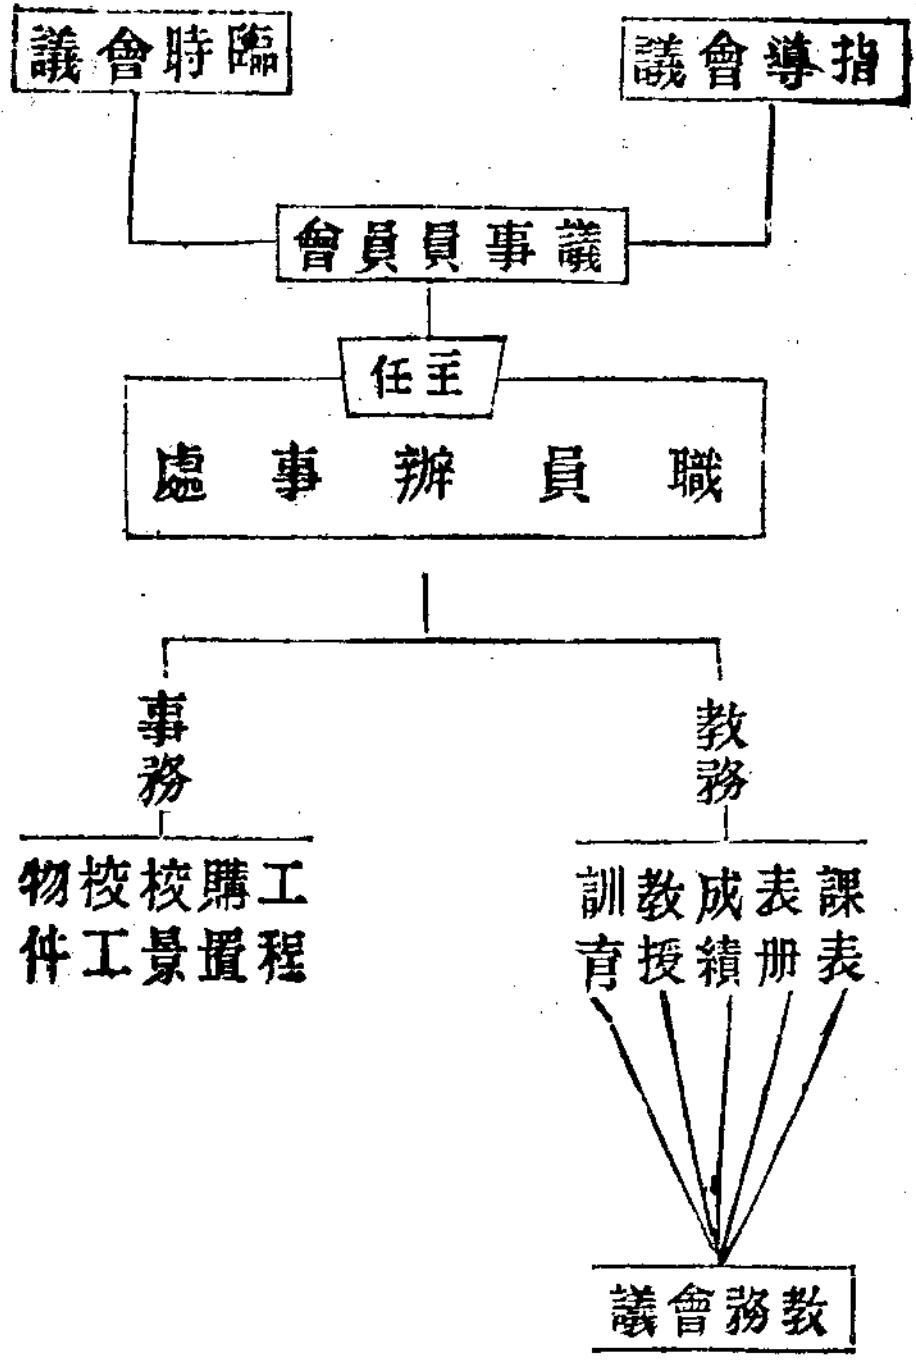 指導會議
臨時會議
議事員員會
主任
職員辦事處
教務
事務
課表
表册
成績
教授
訓育
工程
購置
校景
校工
物件
教務會議